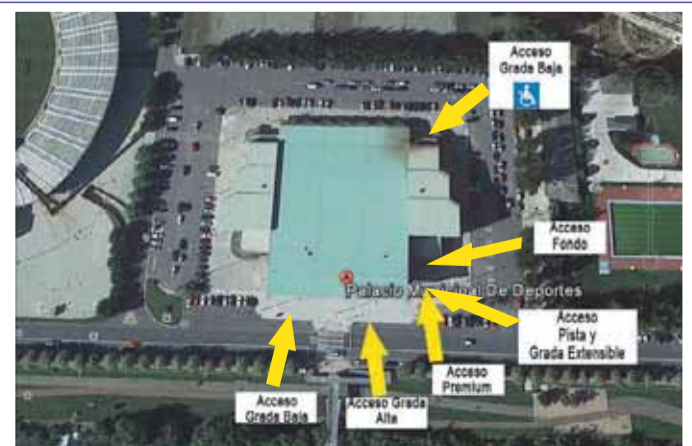 Acceso
Grada Baja
Acceso
Fondo
Palacio Municipal De Deportes
Acceso
Pista y
Grada Extensible
Acceso
Premium
Acceso
Grada Baja
Acceso Grada
Alta